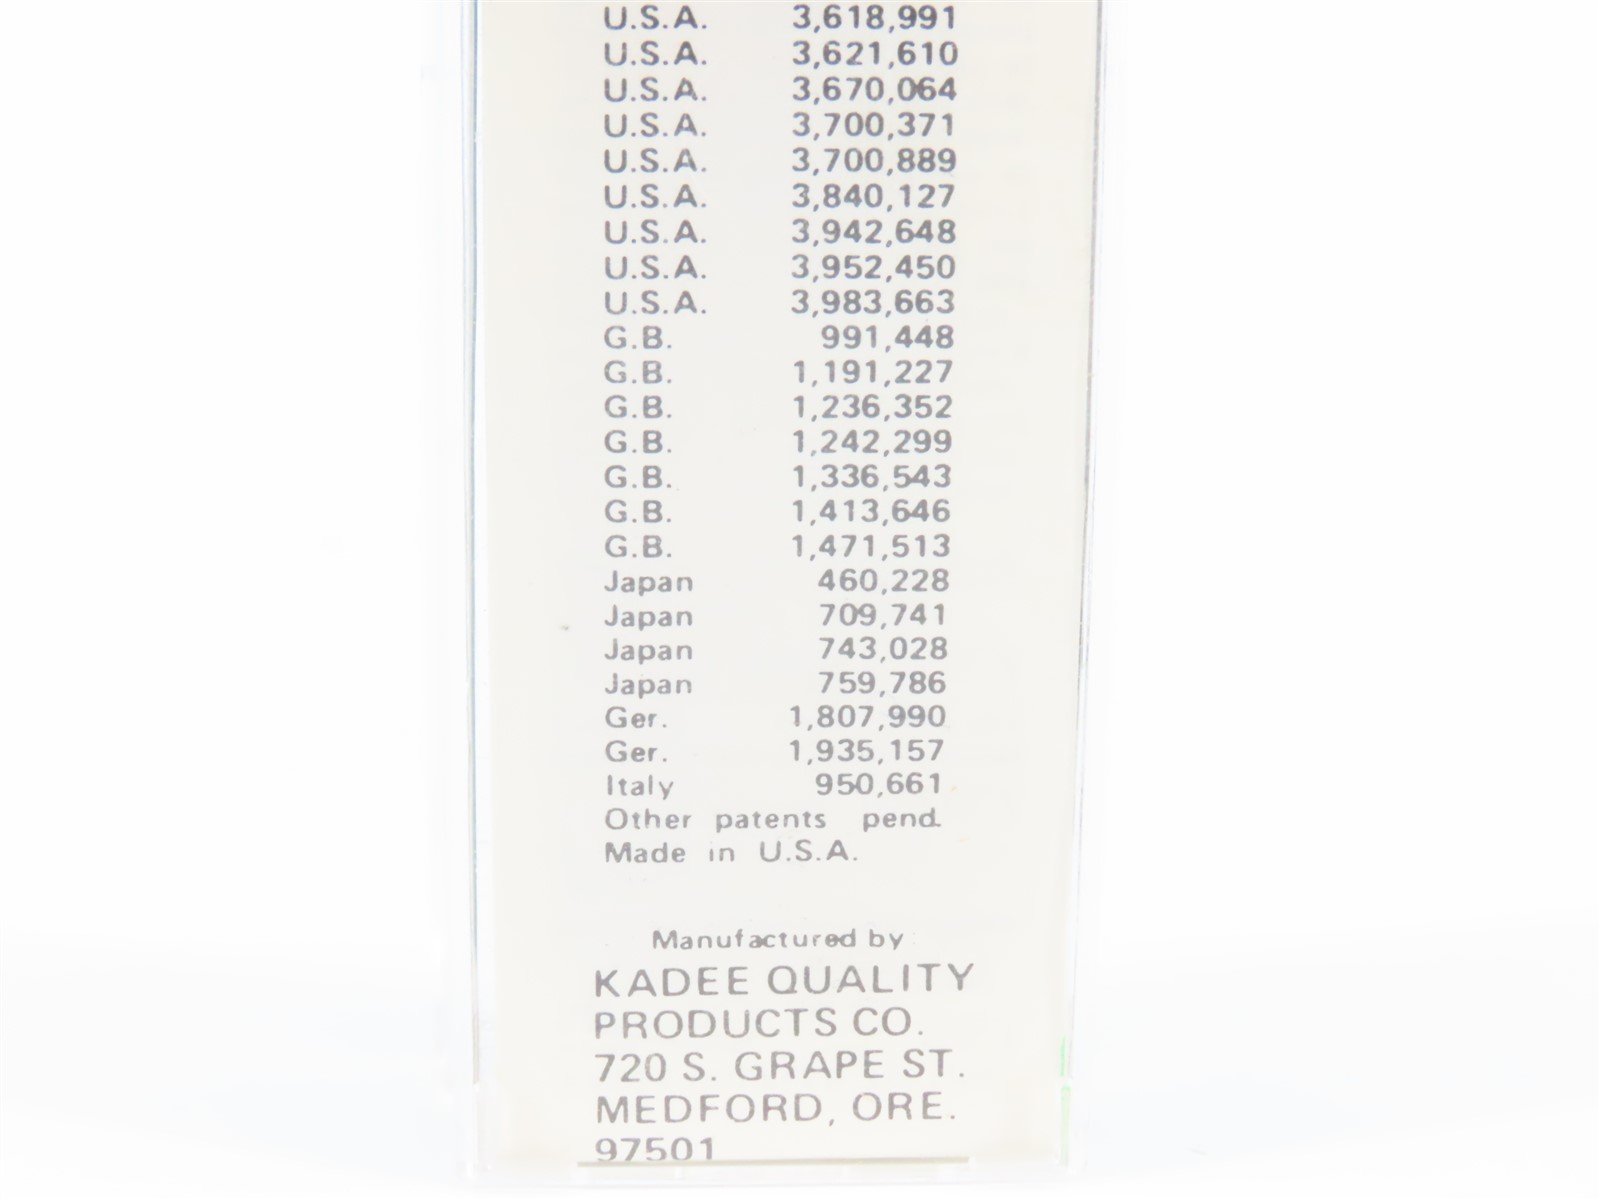 U.S.A. 3,618,991
U.S.A. 3,621,610
U.S.A. 3,670,064
U.S.A. 3,700,371
U.S.A. 3,700,889
U.S.A. 3,840,127
U.S.A. 3,942,648
U.S.A. 3,952,450
U.S.A. 3,983,663
G.B. 991,448
G.B. 1,191,227
G.B. 1,236,352
G.B. 1,242,299
G.B. 1,336,543
G.B. 1,413,646
G.B. 1,471,513
Japan 460,228
Japan 709,741
Japan 743,028
Japan 759,786
Ger. 1,807,990
Ger. 1,935,157
Italy 950,661
Other patents pend.
Made in U.S.A.
Manufactured by
KADEE QUALITY
PRODUCTS CO.
720 S. GRAPE ST.
MEDFORD, ORE.
97501